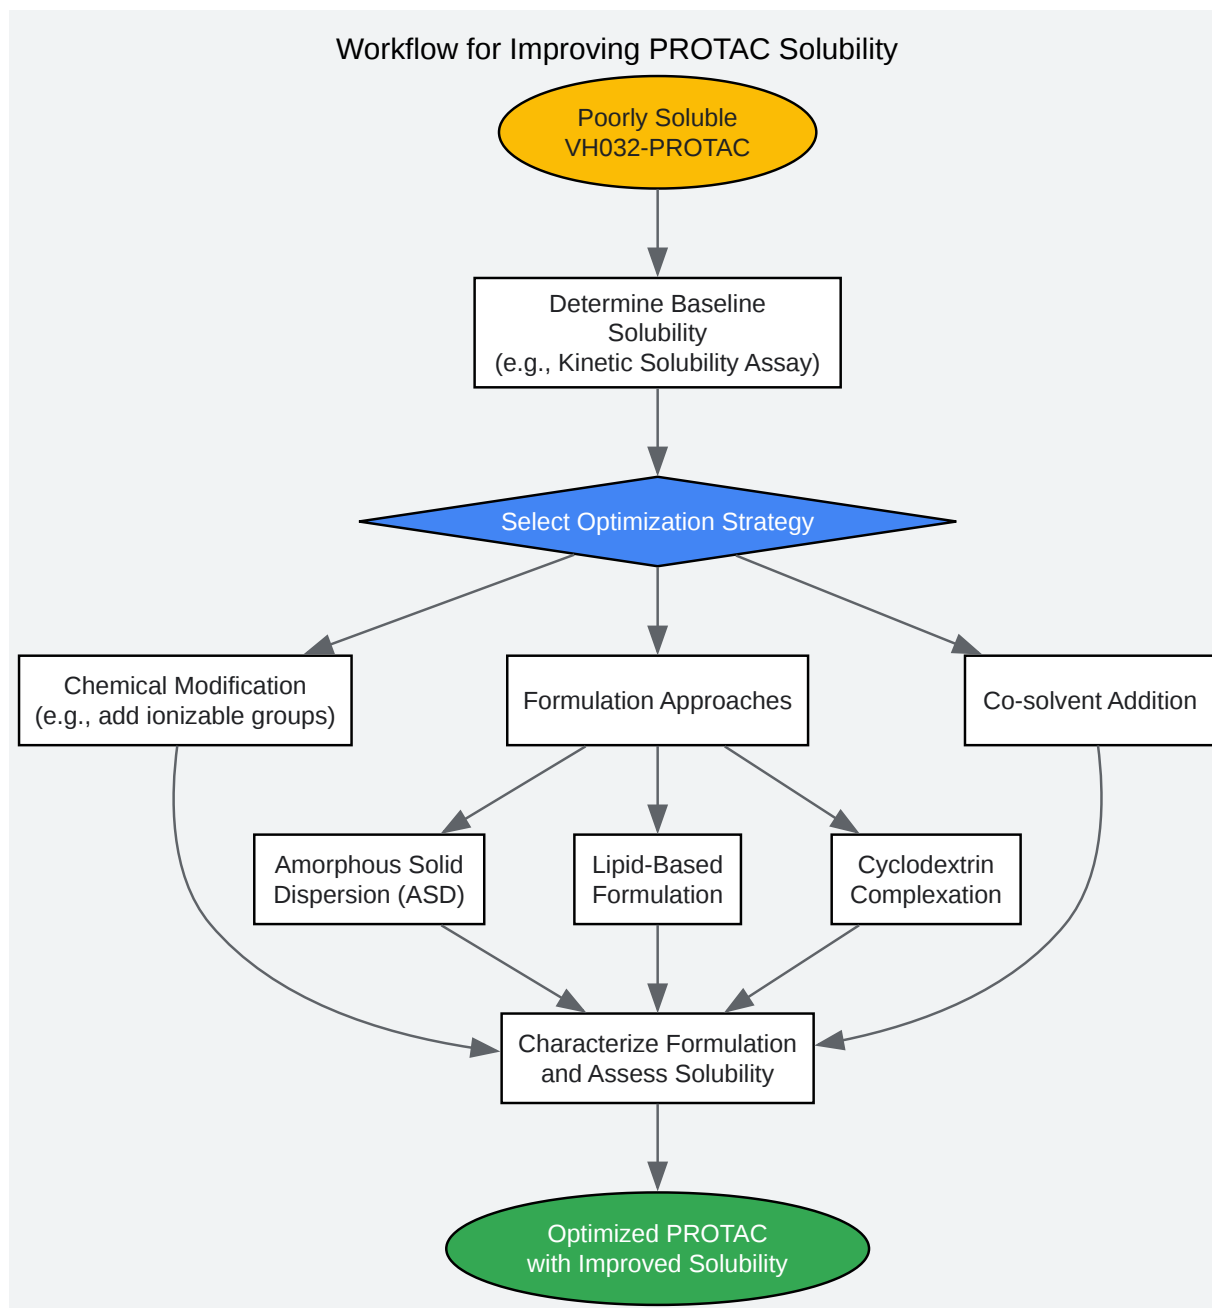 Workflow for Improving PROTAC Solubility
Poorly Soluble
VH032-PROTAC
Determine Baseline
Solubility
(e.g., Kinetic Solubility Assay)
Select Optimization Strategy
Chemical Modification
(e.g., add ionizable groups)
Formulation Approaches
Co-solvent Addition
Amorphous Solid
Dispersion (ASD)
Lipid-Based
Formulation
Cyclodextrin
Complexation
Characterize Formulation
and Assess Solubility
Optimized PROTAC
with Improved Solubility